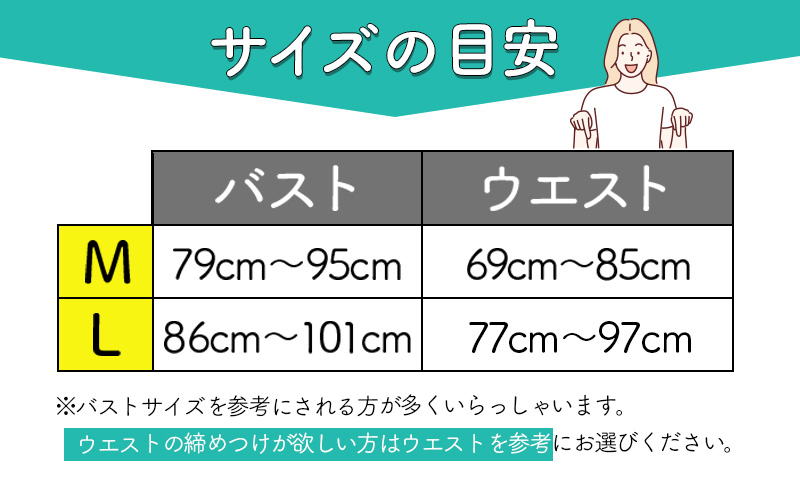 サイズの目安
バスト ウエスト
M 79cm～95cm 69cm～85cm
L 86cm～101cm 77cm～97cm
※バストサイズを参考にされる方が多くいらっしゃいます。
ウエストの締めつけが欲しい方はウエストを参考にお選びください。